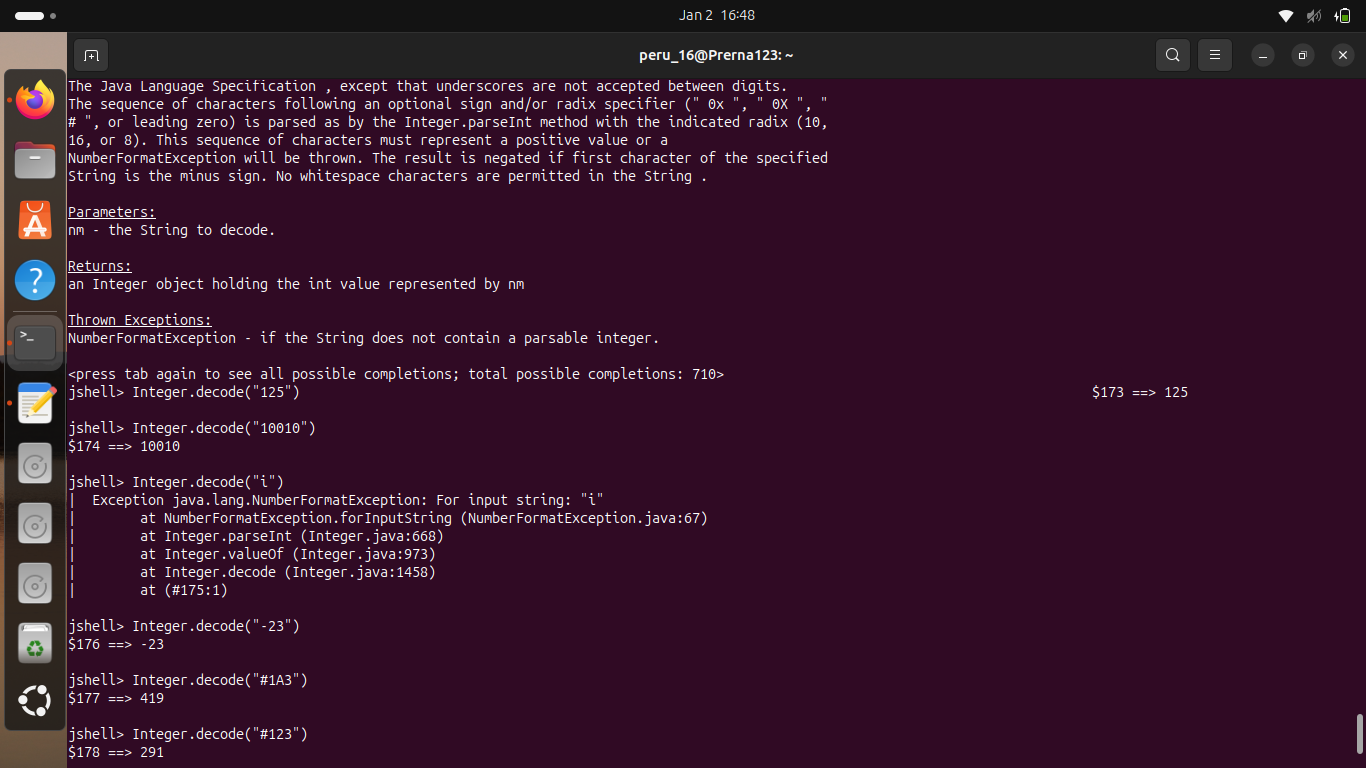 Jan 2 16:48
peru_16@Prerna123: ~
The Java Language Specification , except that underscores are not accepted between digits.
The sequence of characters following an optional sign and/or radix specifier (" 0x ", " 0X ", "
# ", or leading zero) is parsed as by the Integer.parseInt method with the indicated radix (10,
16, or 8). This sequence of characters must represent a positive value or a
NumberFormatException will be thrown. The result is negated if first character of the specified
String is the minus sign. No whitespace characters are permitted in the String .
Parameters:
nm - the String to decode.
Returns:
an Integer object holding the int value represented by nm
Thrown Exceptions:
NumberFormatException - if the String does not contain a parsable integer.
<press tab again to see all possible completions; total possible completions: 710>
jshell> Integer.decode("125") $173 ==> 125
jshell> Integer.decode("10010")
$174 ==> 10010
jshell> Integer.decode("i")
|  Exception java.lang.NumberFormatException: For input string: "i"
|        at NumberFormatException.forInputString (NumberFormatException.java:67)
|        at Integer.parseInt (Integer.java:668)
|        at Integer.valueOf (Integer.java:973)
|        at Integer.decode (Integer.java:1458)
|        at (#175:1)
jshell> Integer.decode("-23")
$176 ==> -23
jshell> Integer.decode("#1A3")
$177 ==> 419
jshell> Integer.decode("#123")
$178 ==> 291